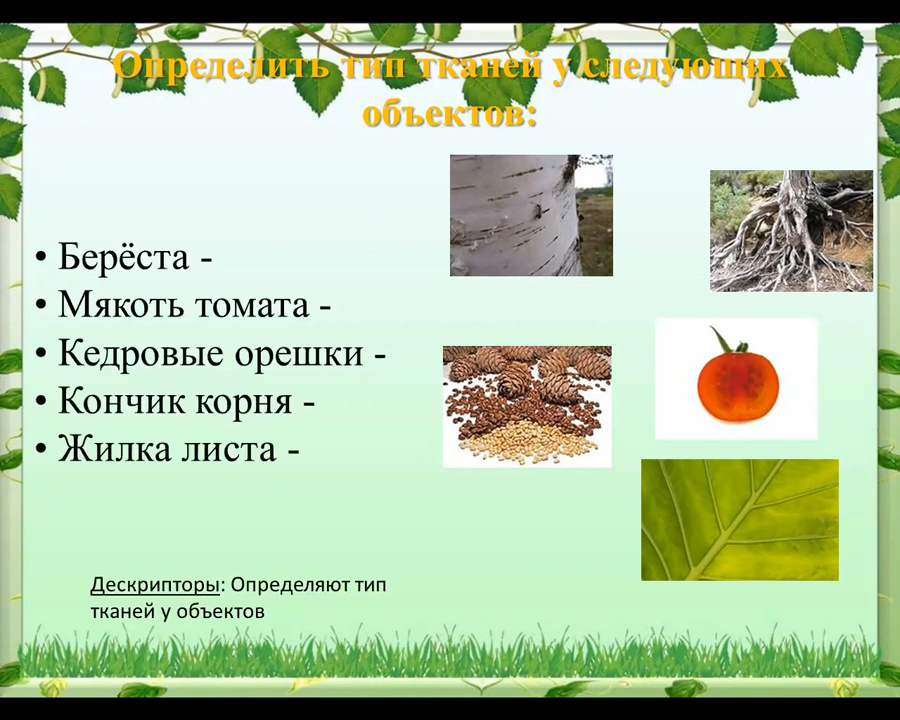 Определить тип тканей у следующих
объектов:
• Берёста -
• Мякоть томата -
• Кедровые орешки -
• Кончик корня -
• Жилка листа -
Дескрипторы: Определяют тип
тканей у объектов